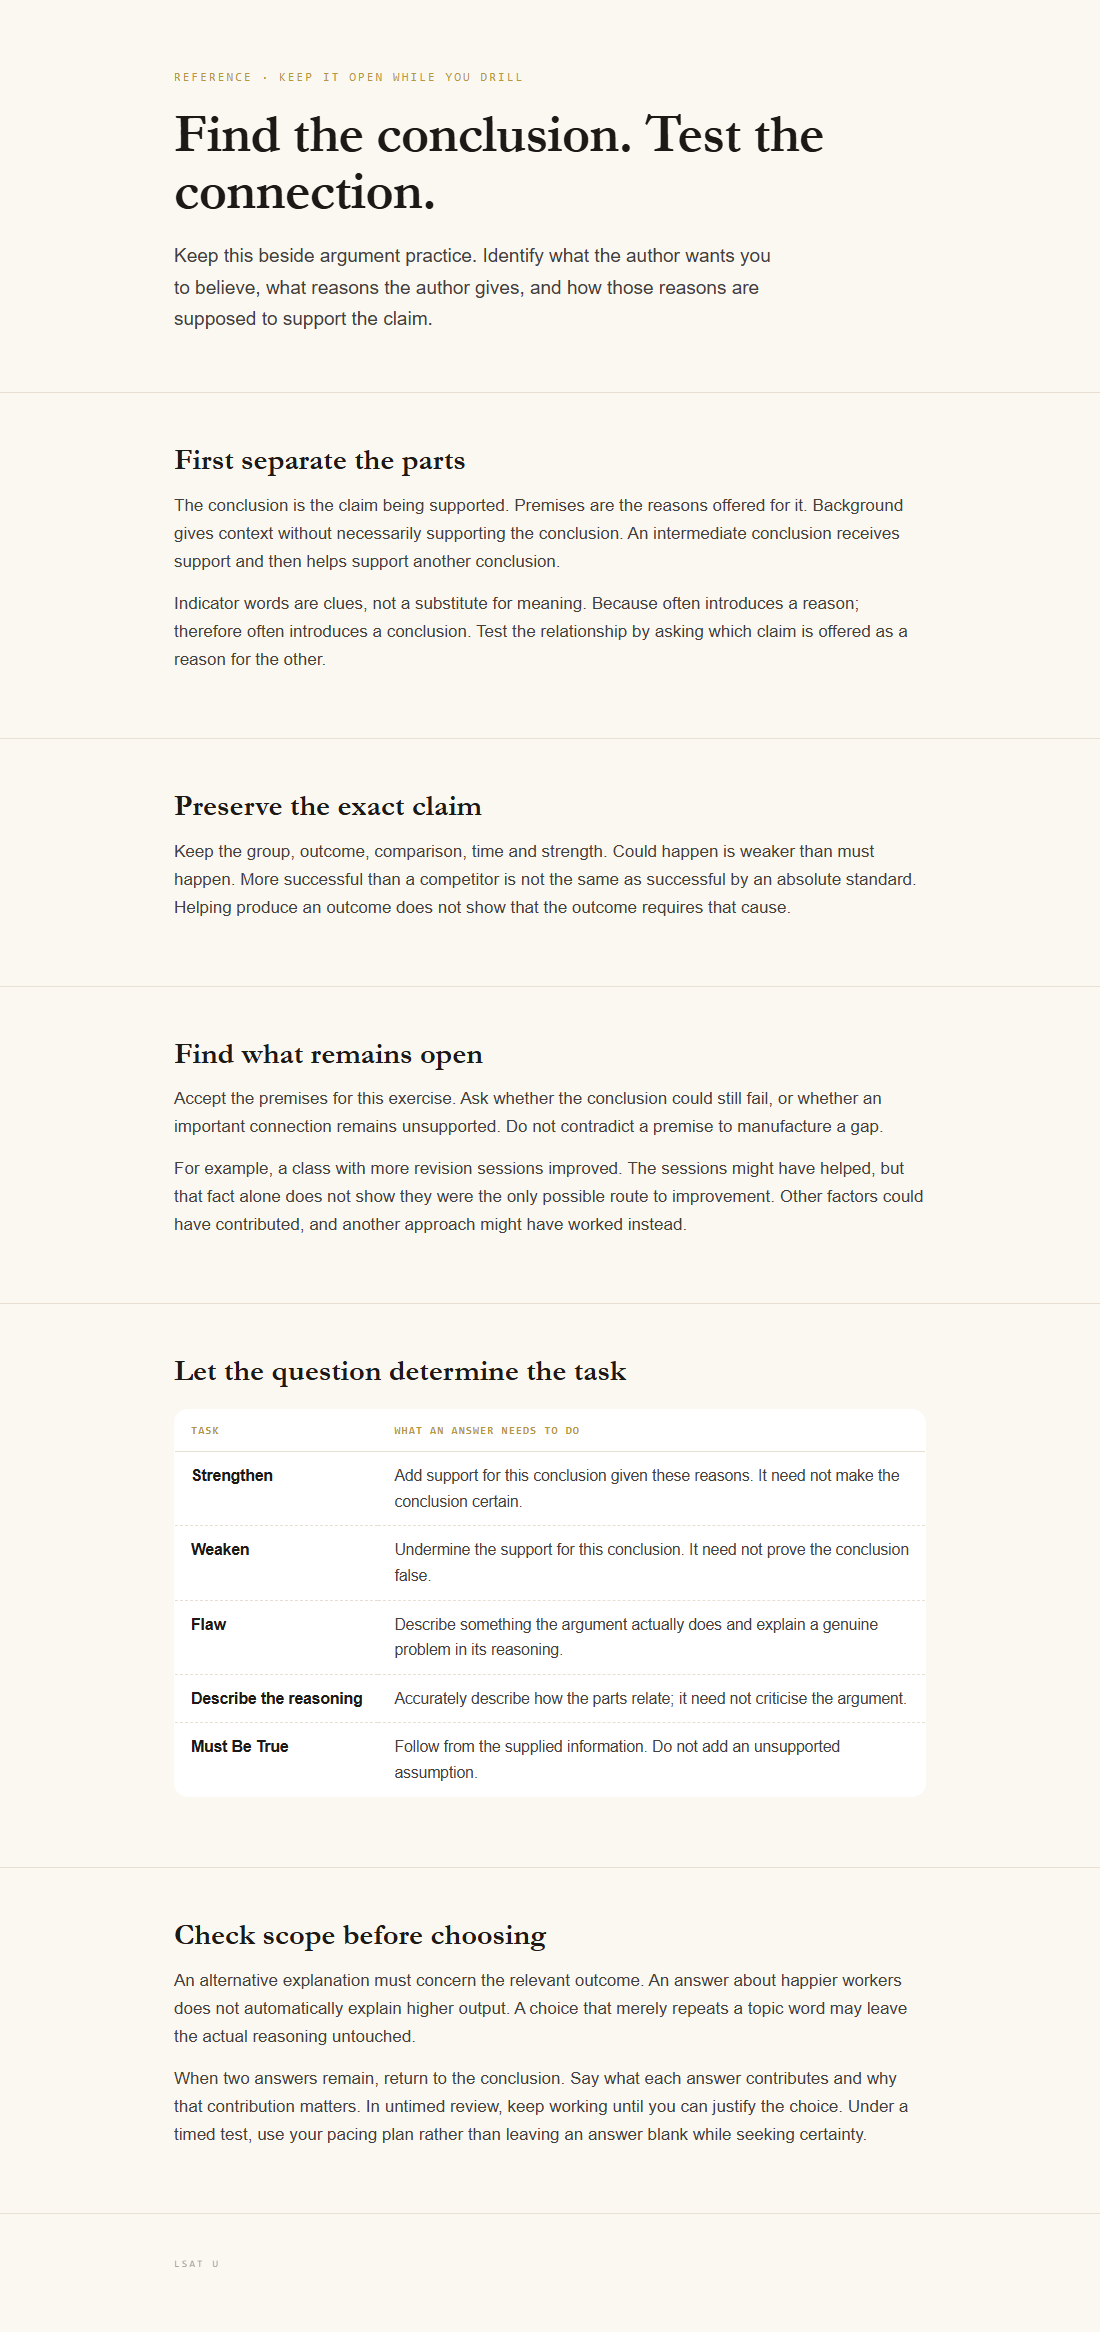 REFERENCE · KEEP IT OPEN WHILE YOU DRILL
Find the conclusion. Test the
connection.
Keep this beside argument practice. Identify what the author wants you
to believe, what reasons the author gives, and how those reasons are
supposed to support the claim.
First separate the parts
The conclusion is the claim being supported. Premises are the reasons offered for it. Background
gives context without necessarily supporting the conclusion. An intermediate conclusion receives
support and then helps support another conclusion.
Indicator words are clues, not a substitute for meaning. Because often introduces a reason;
therefore often introduces a conclusion. Test the relationship by asking which claim is offered as a
reason for the other.
Preserve the exact claim
Keep the group, outcome, comparison, time and strength. Could happen is weaker than must
happen. More successful than a competitor is not the same as successful by an absolute standard.
Helping produce an outcome does not show that the outcome requires that cause.
Find what remains open
Accept the premises for this exercise. Ask whether the conclusion could still fail, or whether an
important connection remains unsupported. Do not contradict a premise to manufacture a gap.
For example, a class with more revision sessions improved. The sessions might have helped, but
that fact alone does not show they were the only possible route to improvement. Other factors could
have contributed, and another approach might have worked instead.
Let the question determine the task
TASK WHAT AN ANSWER NEEDS TO DO
Strengthen Add support for this conclusion given these reasons. It need not make the
conclusion certain.
Weaken Undermine the support for this conclusion. It need not prove the conclusion
false.
Flaw Describe something the argument actually does and explain a genuine
problem in its reasoning.
Describe the reasoning Accurately describe how the parts relate; it need not criticise the argument.
Must Be True Follow from the supplied information. Do not add an unsupported
assumption.
Check scope before choosing
An alternative explanation must concern the relevant outcome. An answer about happier workers
does not automatically explain higher output. A choice that merely repeats a topic word may leave
the actual reasoning untouched.
When two answers remain, return to the conclusion. Say what each answer contributes and why
that contribution matters. In untimed review, keep working until you can justify the choice. Under a
timed test, use your pacing plan rather than leaving an answer blank while seeking certainty.
LSAT U